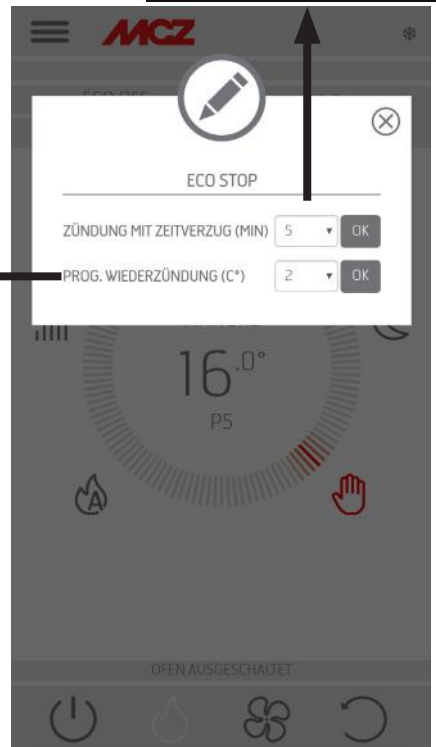 MCZ
ECO STOP
ZÜNDUNG MIT ZEITVERZUG (MIN) 5 OK
PROG. WIEDERZÜNDUNG (C°) 2 OK
16.0°
P5
A
OFEN AUSGESCHALTET